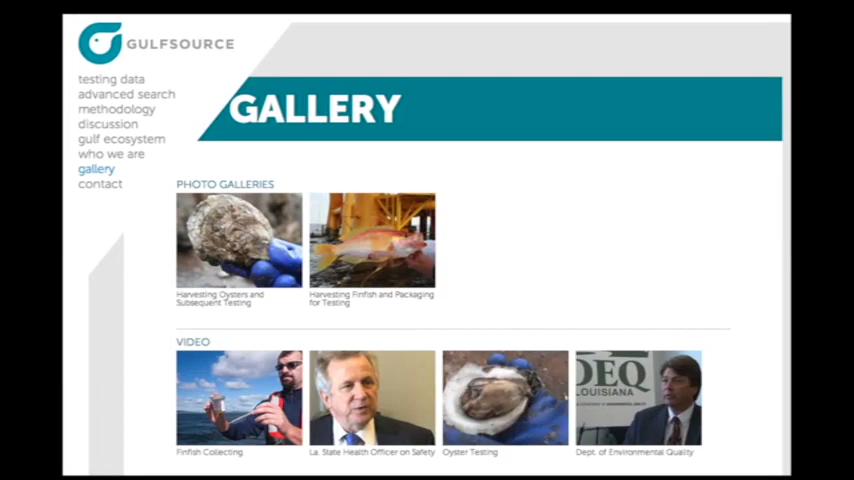 GULFSOURCE
testing data
advanced search
methodology
discussion
gulf ecosystem
who we are
gallery
contact
GALLERY
PHOTO GALLERIES
Harvesting Oysters and
Subsequent Testing
Harvesting Finfish and Packaging
for Testing
VIDEO
DEQ
LOUISIANA
Finfish Collecting
La. State Health Officer on Safety
Oyster Testing
Dept. of Environmental Quality